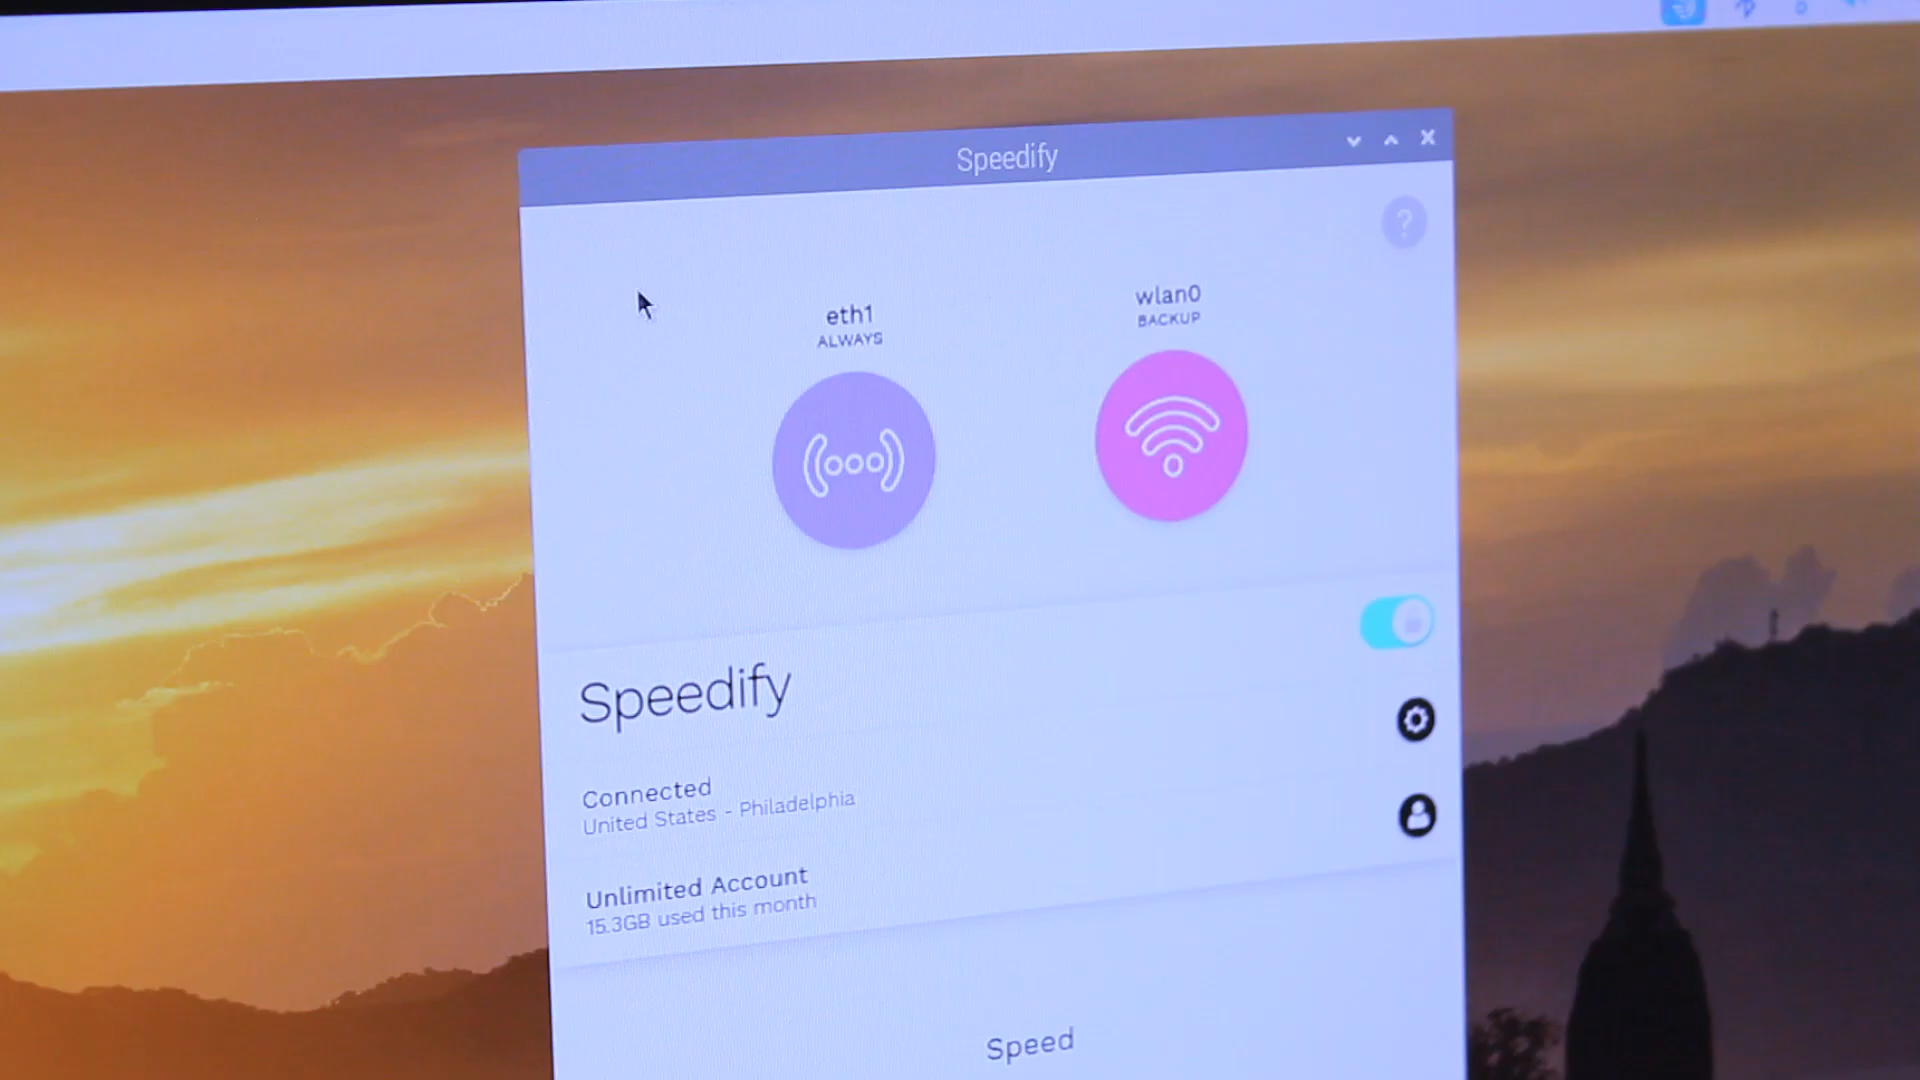 Speedify
?
eth1
ALWAYS
wlan0
BACKUP
Speedify
Connected
United States - Philadelphia
Unlimited Account
15.3GB used this month
Speed